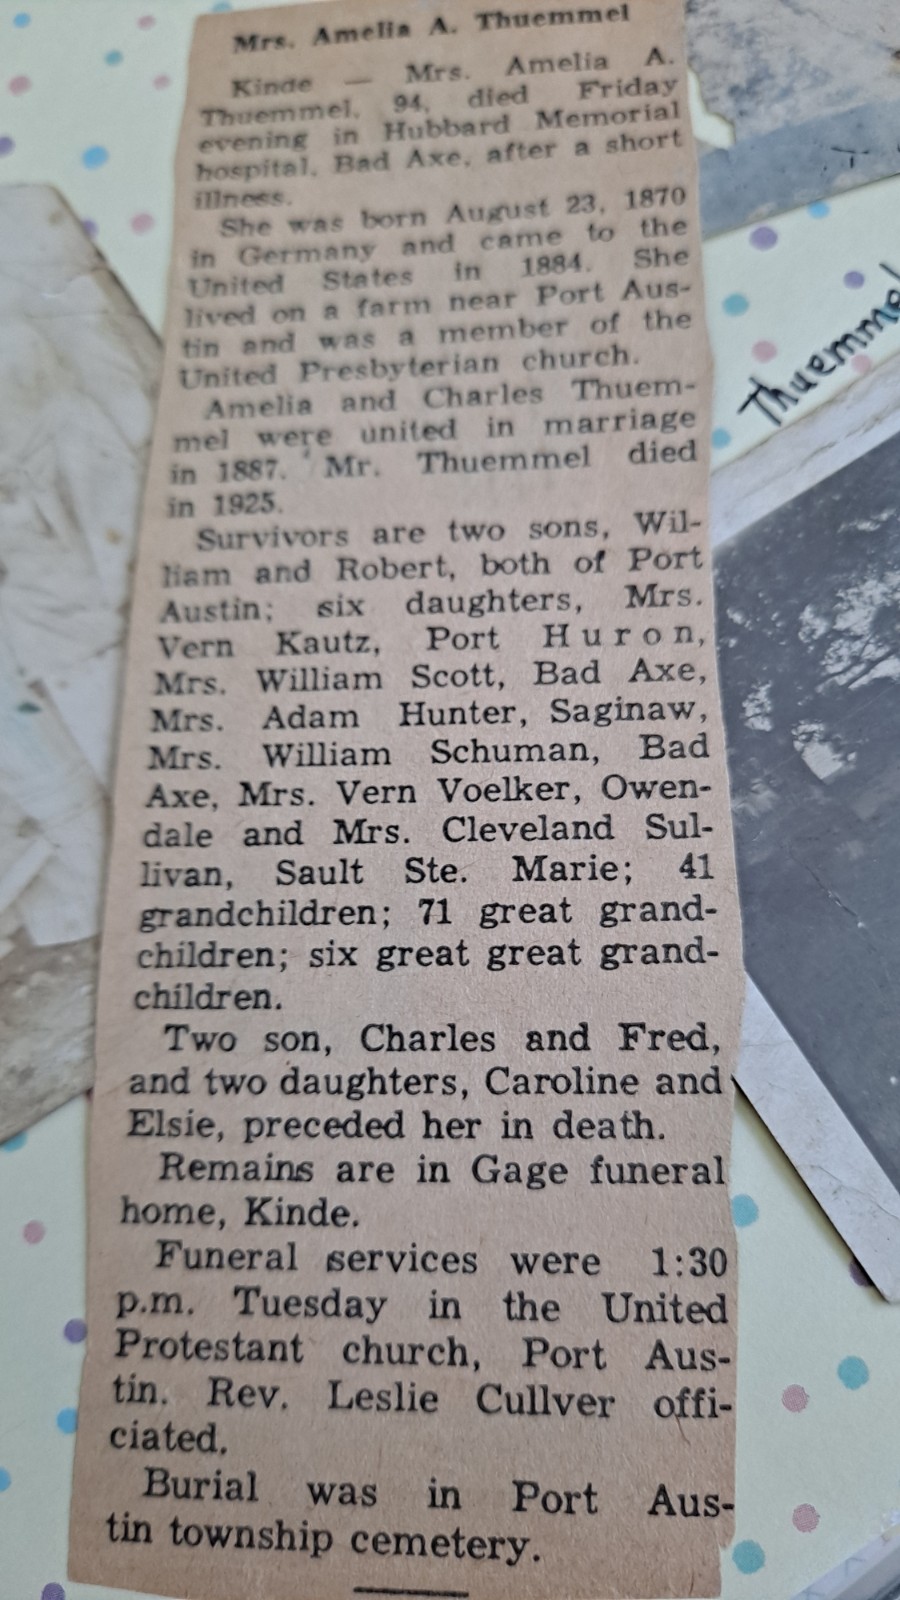 Mrs. Amelia A. Thuemmel
Kinde — Mrs. Amelia A.
Thuemmel, 94, died Friday
evening in Hubbard Memorial
hospital, Bad Axe, after a short
illness.
She was born August 23, 1870
in Germany and came to the
United States in 1884. She
lived on a farm near Port Aus-
tin and was a member of the
United Presbyterian church.
Amelia and Charles Thuem-
mel were united in marriage
in 1887. Mr. Thuemmel died
in 1925.
Survivors are two sons, Wil-
liam and Robert, both of Port
Austin; six daughters, Mrs.
Vern Kautz, Port Huron,
Mrs. William Scott, Bad Axe,
Mrs. Adam Hunter, Saginaw,
Mrs. William Schuman, Bad
Axe, Mrs. Vern Voelker, Owen-
dale and Mrs. Cleveland Sul-
livan, Sault Ste. Marie; 41
grandchildren; 71 great grand-
children; six great great grand-
children.
Two son, Charles and Fred,
and two daughters, Caroline and
Elsie, preceded her in death.
Remains are in Gage funeral
home, Kinde.
Funeral services were 1:30
p.m. Tuesday in the United
Protestant church, Port Aus-
tin. Rev. Leslie Cullver offi-
ciated.
Burial was in Port Aus-
tin township cemetery.
Thuemmel